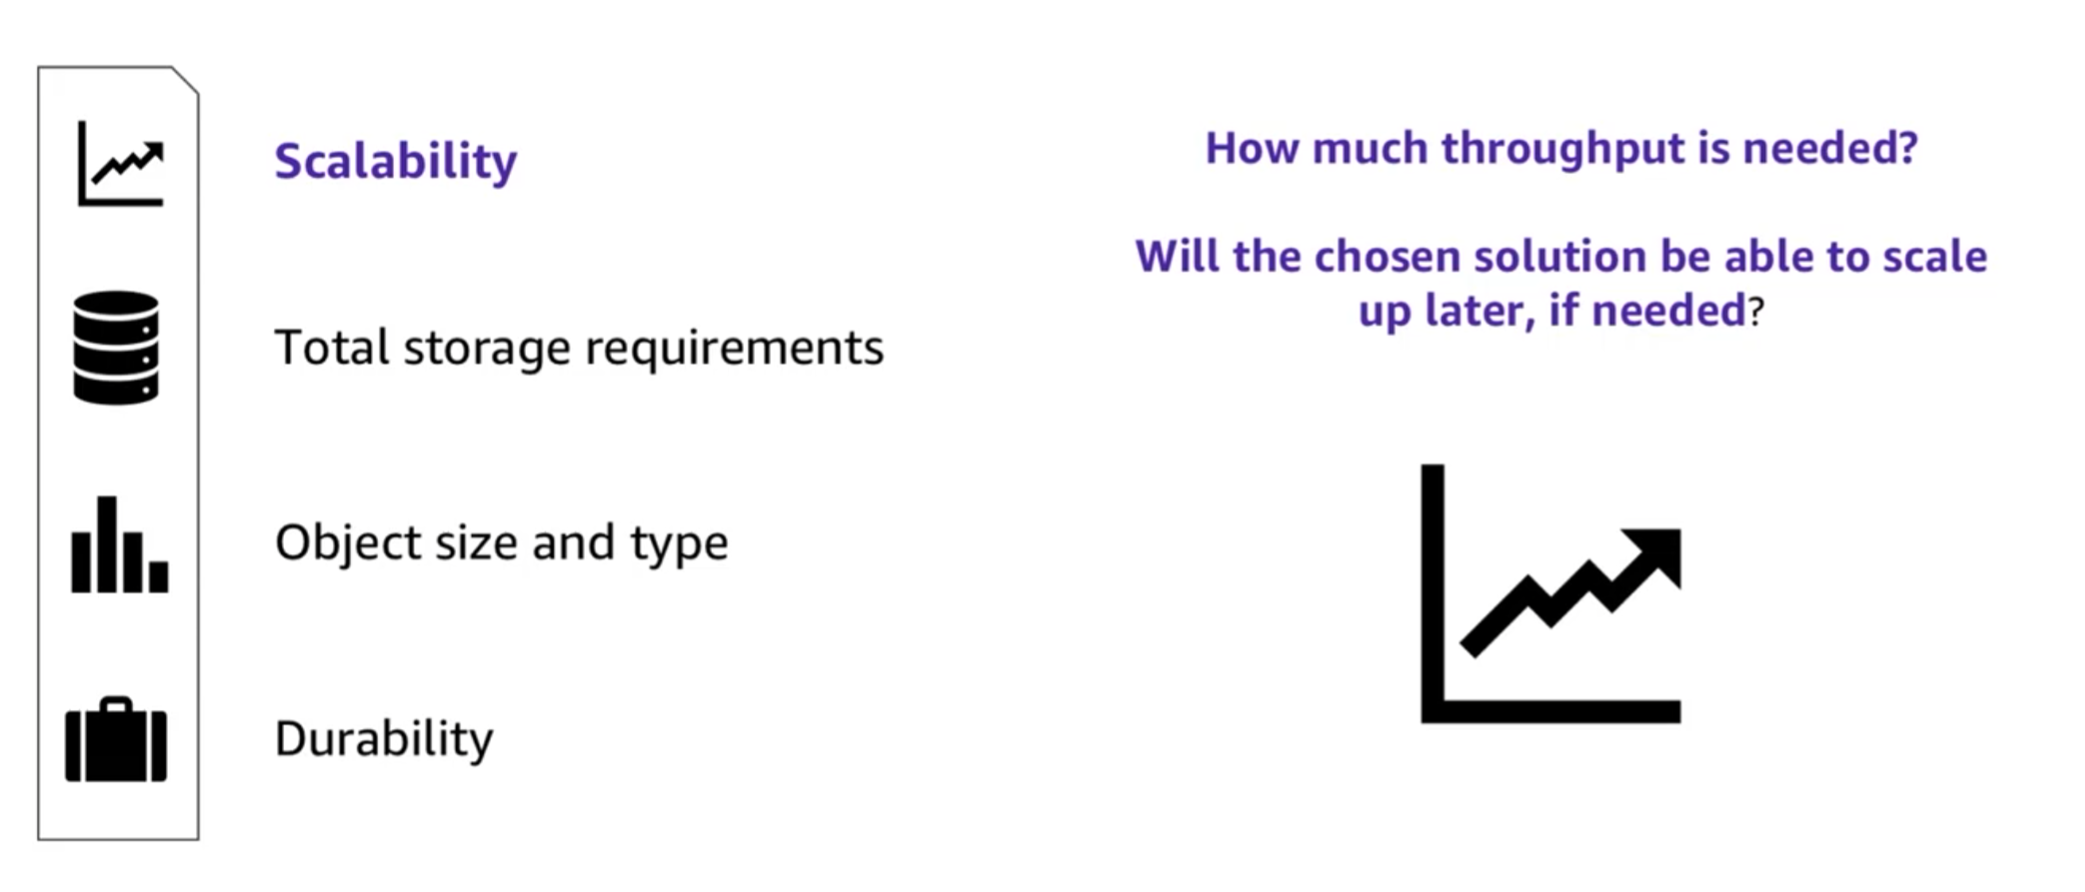 Scalability
Total storage requirements
Object size and type
Durability
How much throughput is needed?
Will the chosen solution be able to scale
up later, if needed?